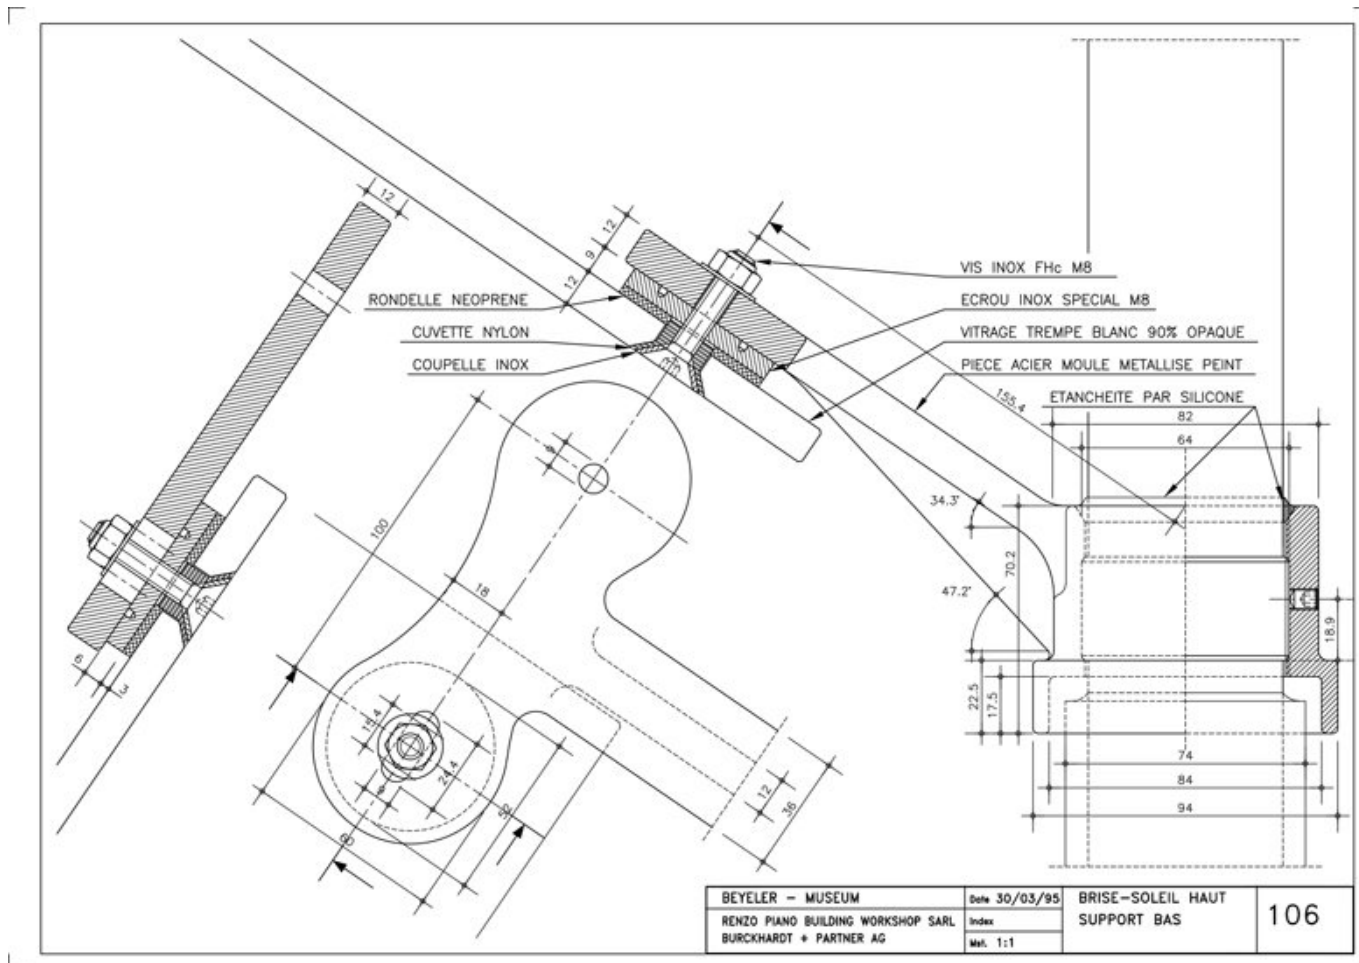 12
12
9
12
VIS INOX FHc M8
RONDELLE NEOPRENE
ECROU INOX SPECIAL M8
CUVETTE NYLON
VITRAGE TREMPE BLANC 90% OPAQUE
COUPELLE INOX
PIECE ACIER MOULE METALLISE PEINT
155.4
ETANCHEITE PAR SILICONE
82
64
9
34.3°
100
70.2
18
47.2°
18.9
6
3
22.5
17.5
15.4
24.4
74
12
36
84
52
94
60
BEYELER - MUSEUM
Date 30/03/95
BRISE-SOLEIL HAUT
RENZO PIANO BUILDING WORKSHOP SARL
Index
SUPPORT BAS
106
BURCKHARDT + PARTNER AG
1:1